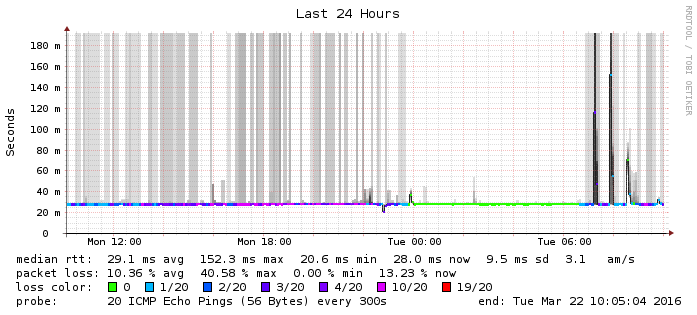 Last 24 Hours
RRDTOOL / TOBI OETIKER
Seconds
180 m
160 m
140 m
120 m
100 m
80 m
60 m
40 m
20 m
0
Mon 12:00 Mon 18:00 Tue 00:00 Tue 06:00
median rtt: 29.1 ms avg 152.3 ms max 20.6 ms min 28.0 ms now 9.5 ms sd 3.1 am/s
packet loss: 10.36 % avg 40.58 % max 0.00 % min 13.23 % now
loss color: 0 1/20 2/20 3/20 4/20 10/20 19/20
probe: 20 ICMP Echo Pings (56 Bytes) every 300s end: Tue Mar 22 10:05:04 2016